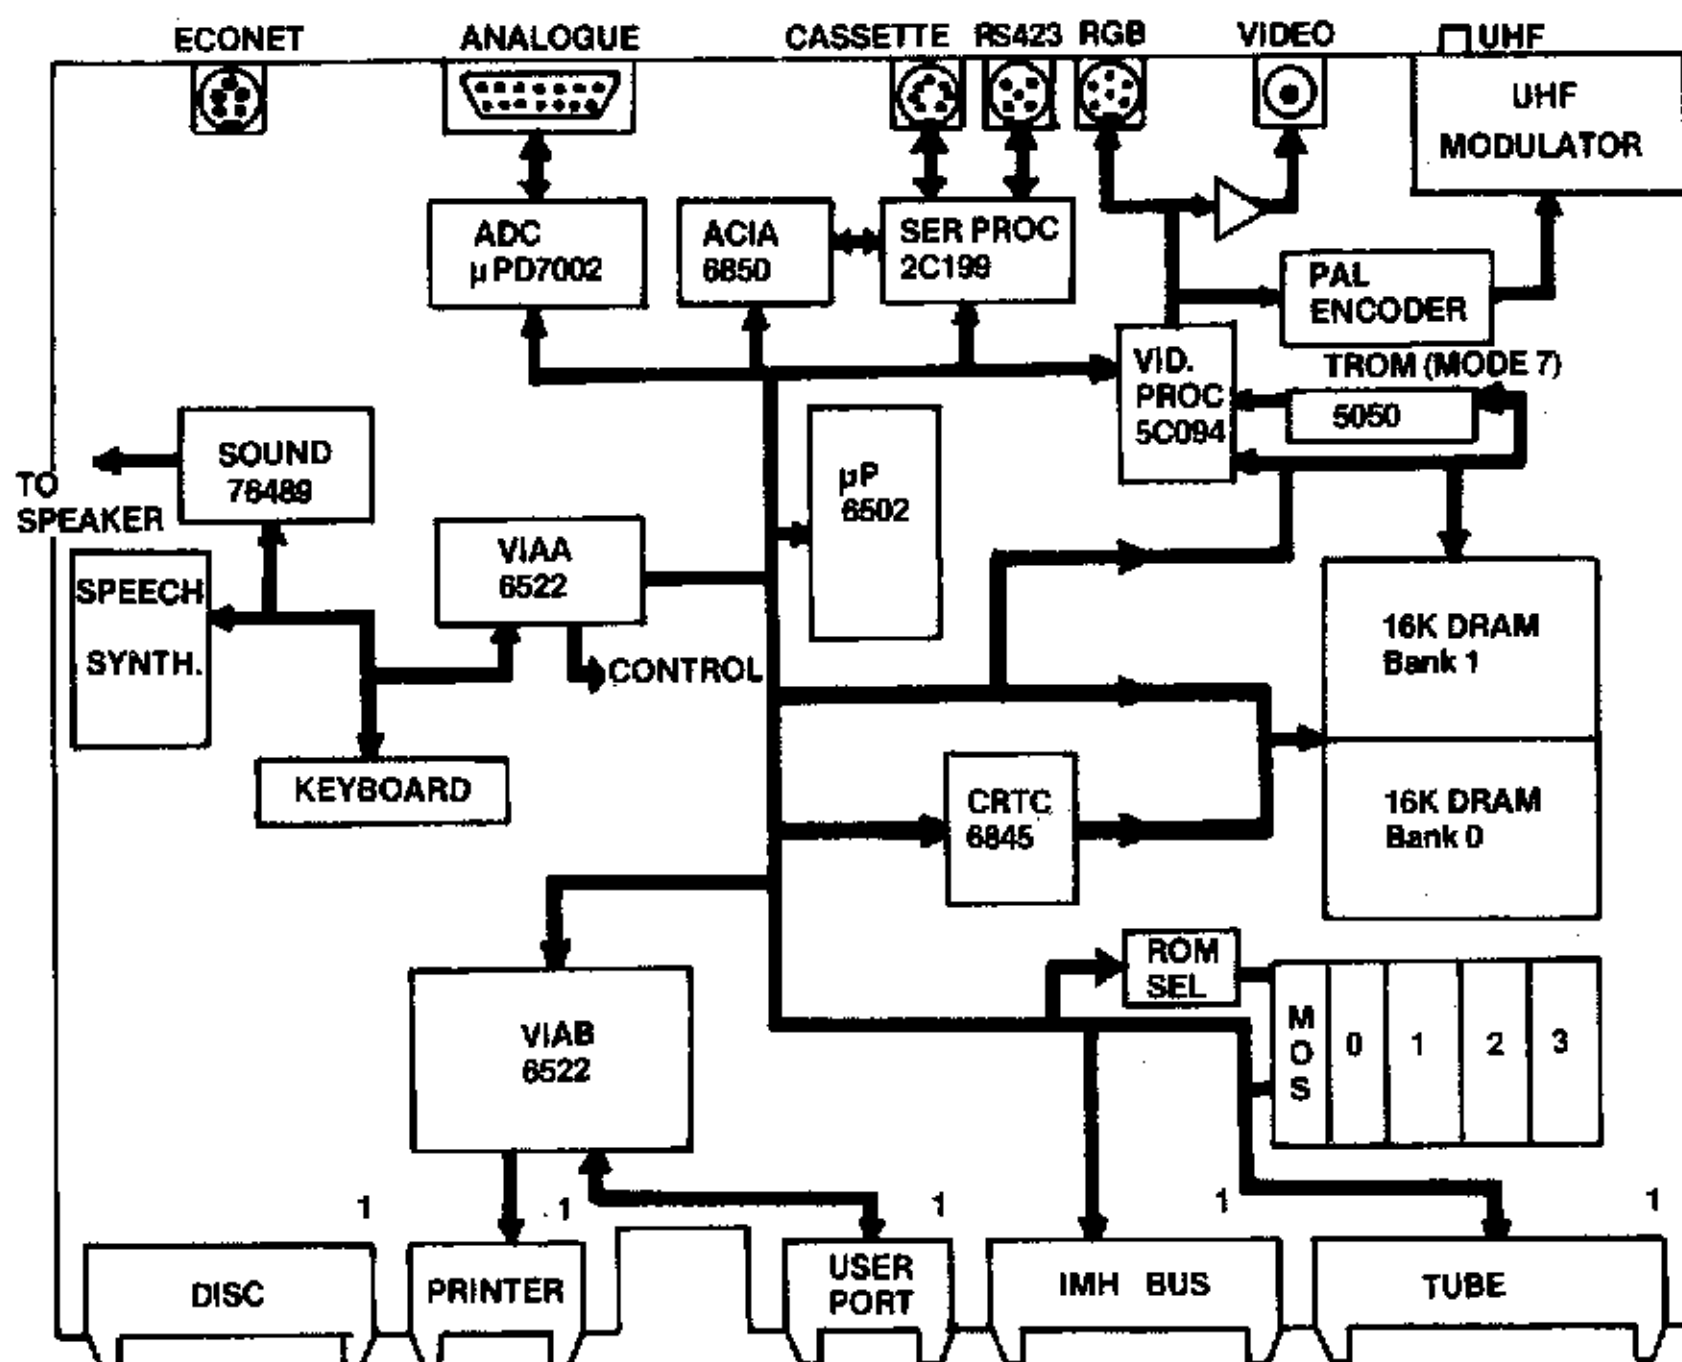 ECONET
ANALOGUE
CASSETTE
RS423
RGB
VIDEO
UHF
UHF
MODULATOR
ADC
µPD7002
ACIA
6850
SER PROC
2C199
PAL
ENCODER
VID.
PROC
5C094
TROM (MODE 7)
5050
SOUND
76489
TO
SPEAKER
µP
6502
VIAA
6522
SPEECH
SYNTH.
CONTROL
16K DRAM
Bank 1
KEYBOARD
CRTC
6845
16K DRAM
Bank 0
ROM
SEL
VIAB
6522
MOS
0
1
2
3
1
1
1
1
1
DISC
PRINTER
USER
PORT
IMH BUS
TUBE